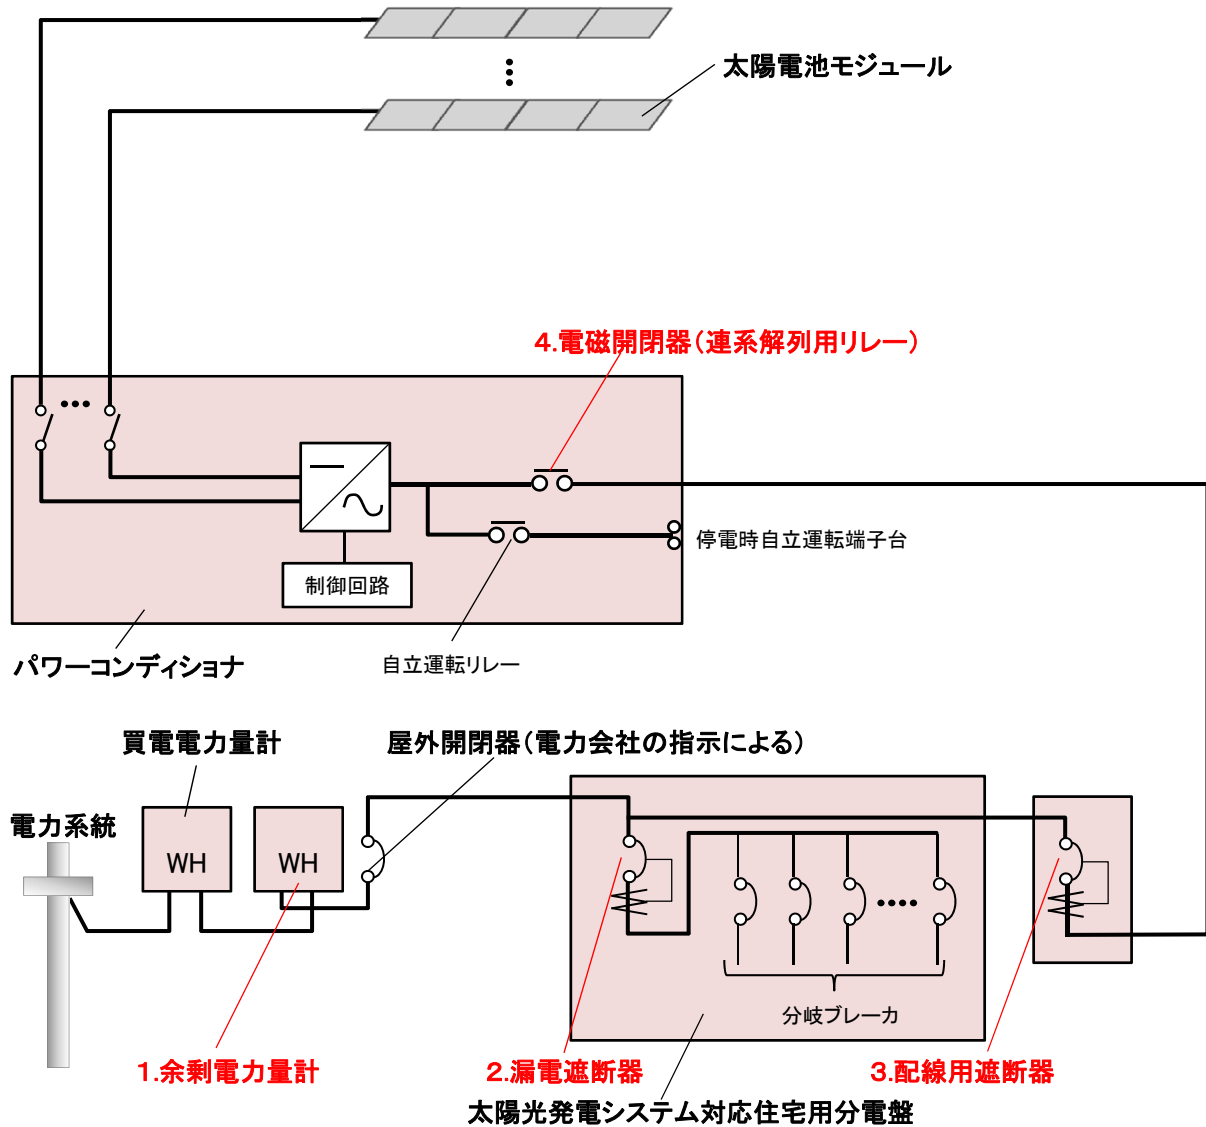 太陽電池モジュール
4.電磁開閉器（連系解列用リレー）
停電時自立運転端子台
制御回路
パワーコンディショナ
自立運転リレー
買電電力量計
屋外開閉器（電力会社の指示による）
電力系統
WH
WH
分岐ブレーカ
1.余剰電力量計
2.漏電遮断器
3.配線用遮断器
太陽光発電システム対応住宅用分電盤